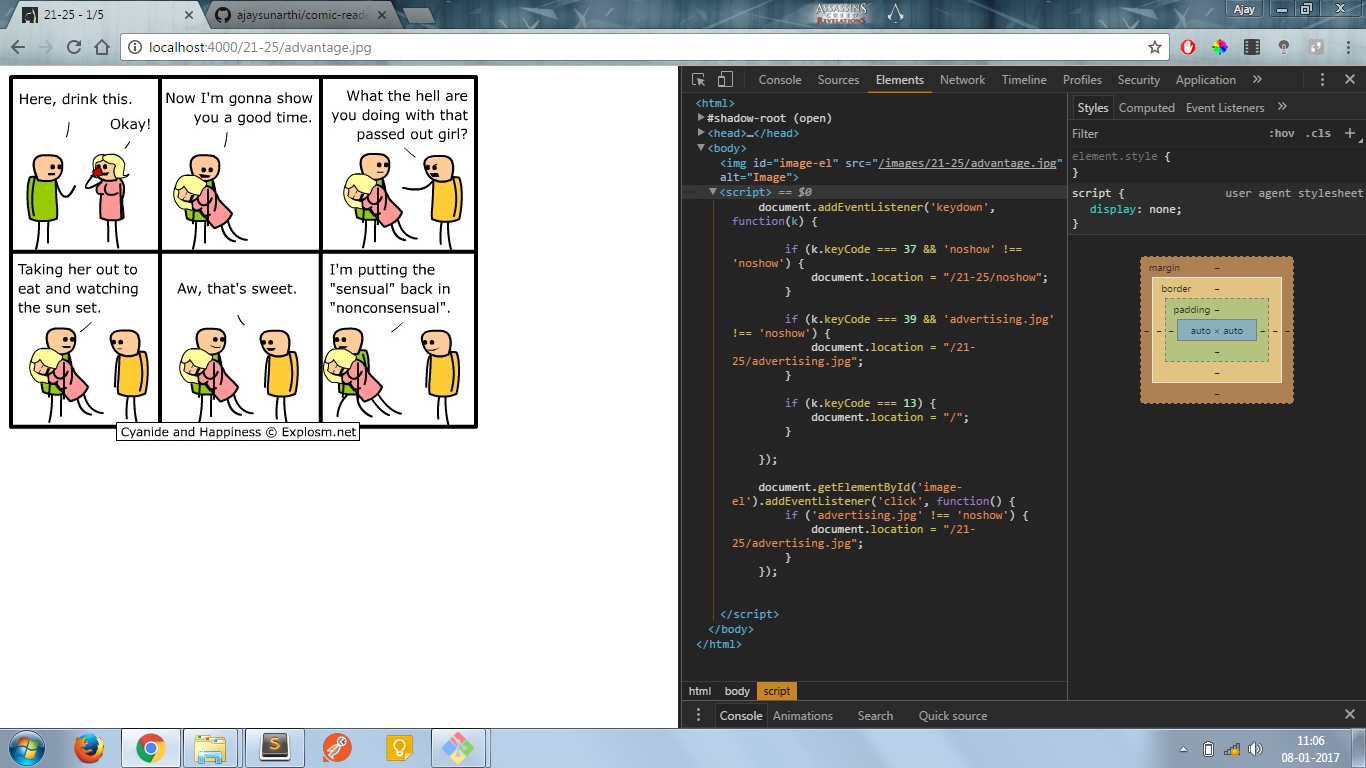 21-25 - 1/5
ajaysunarthi/comic-reade
ASSASSIN'S
CREED
REVELATIONS
Ajay
localhost:4000/21-25/advantage.jpg
Here, drink this.
Okay!
Now I'm gonna show
you a good time.
What the hell are
you doing with that
passed out girl?
Taking her out to
eat and watching
the sun set.
Aw, that's sweet.
I'm putting the
"sensual" back in
"nonconsensual".
Cyanide and Happiness © Explosm.net
Console Sources Elements Network Timeline Profiles Security Application »
<html>
▶#shadow-root (open)
▶<head>…</head>
▼<body>
<img id="image-el" src="/images/21-25/advantage.jpg"
alt="Image">
… ▼<script> == $0
document.addEventListener('keydown',
function(k) {
if (k.keyCode === 37 && 'noshow' !==
'noshow') {
document.location = "/21-25/noshow";
}
if (k.keyCode === 39 && 'advertising.jpg'
!== 'noshow') {
document.location = "/21-
25/advertising.jpg";
}
if (k.keyCode === 13) {
document.location = "/";
}
});
document.getElementById('image-
el').addEventListener('click', function() {
if ('advertising.jpg' !== 'noshow') {
document.location = "/21-
25/advertising.jpg";
}
});
</script>
</body>
</html>
html body script
Styles Computed Event Listeners »
Filter :hov .cls +
element.style {
}
script { user agent stylesheet
display: none;
}
margin –
border –
padding –
– – – auto × auto – – –
–
–
–
Console Animations Search Quick source
11:06
08-01-2017